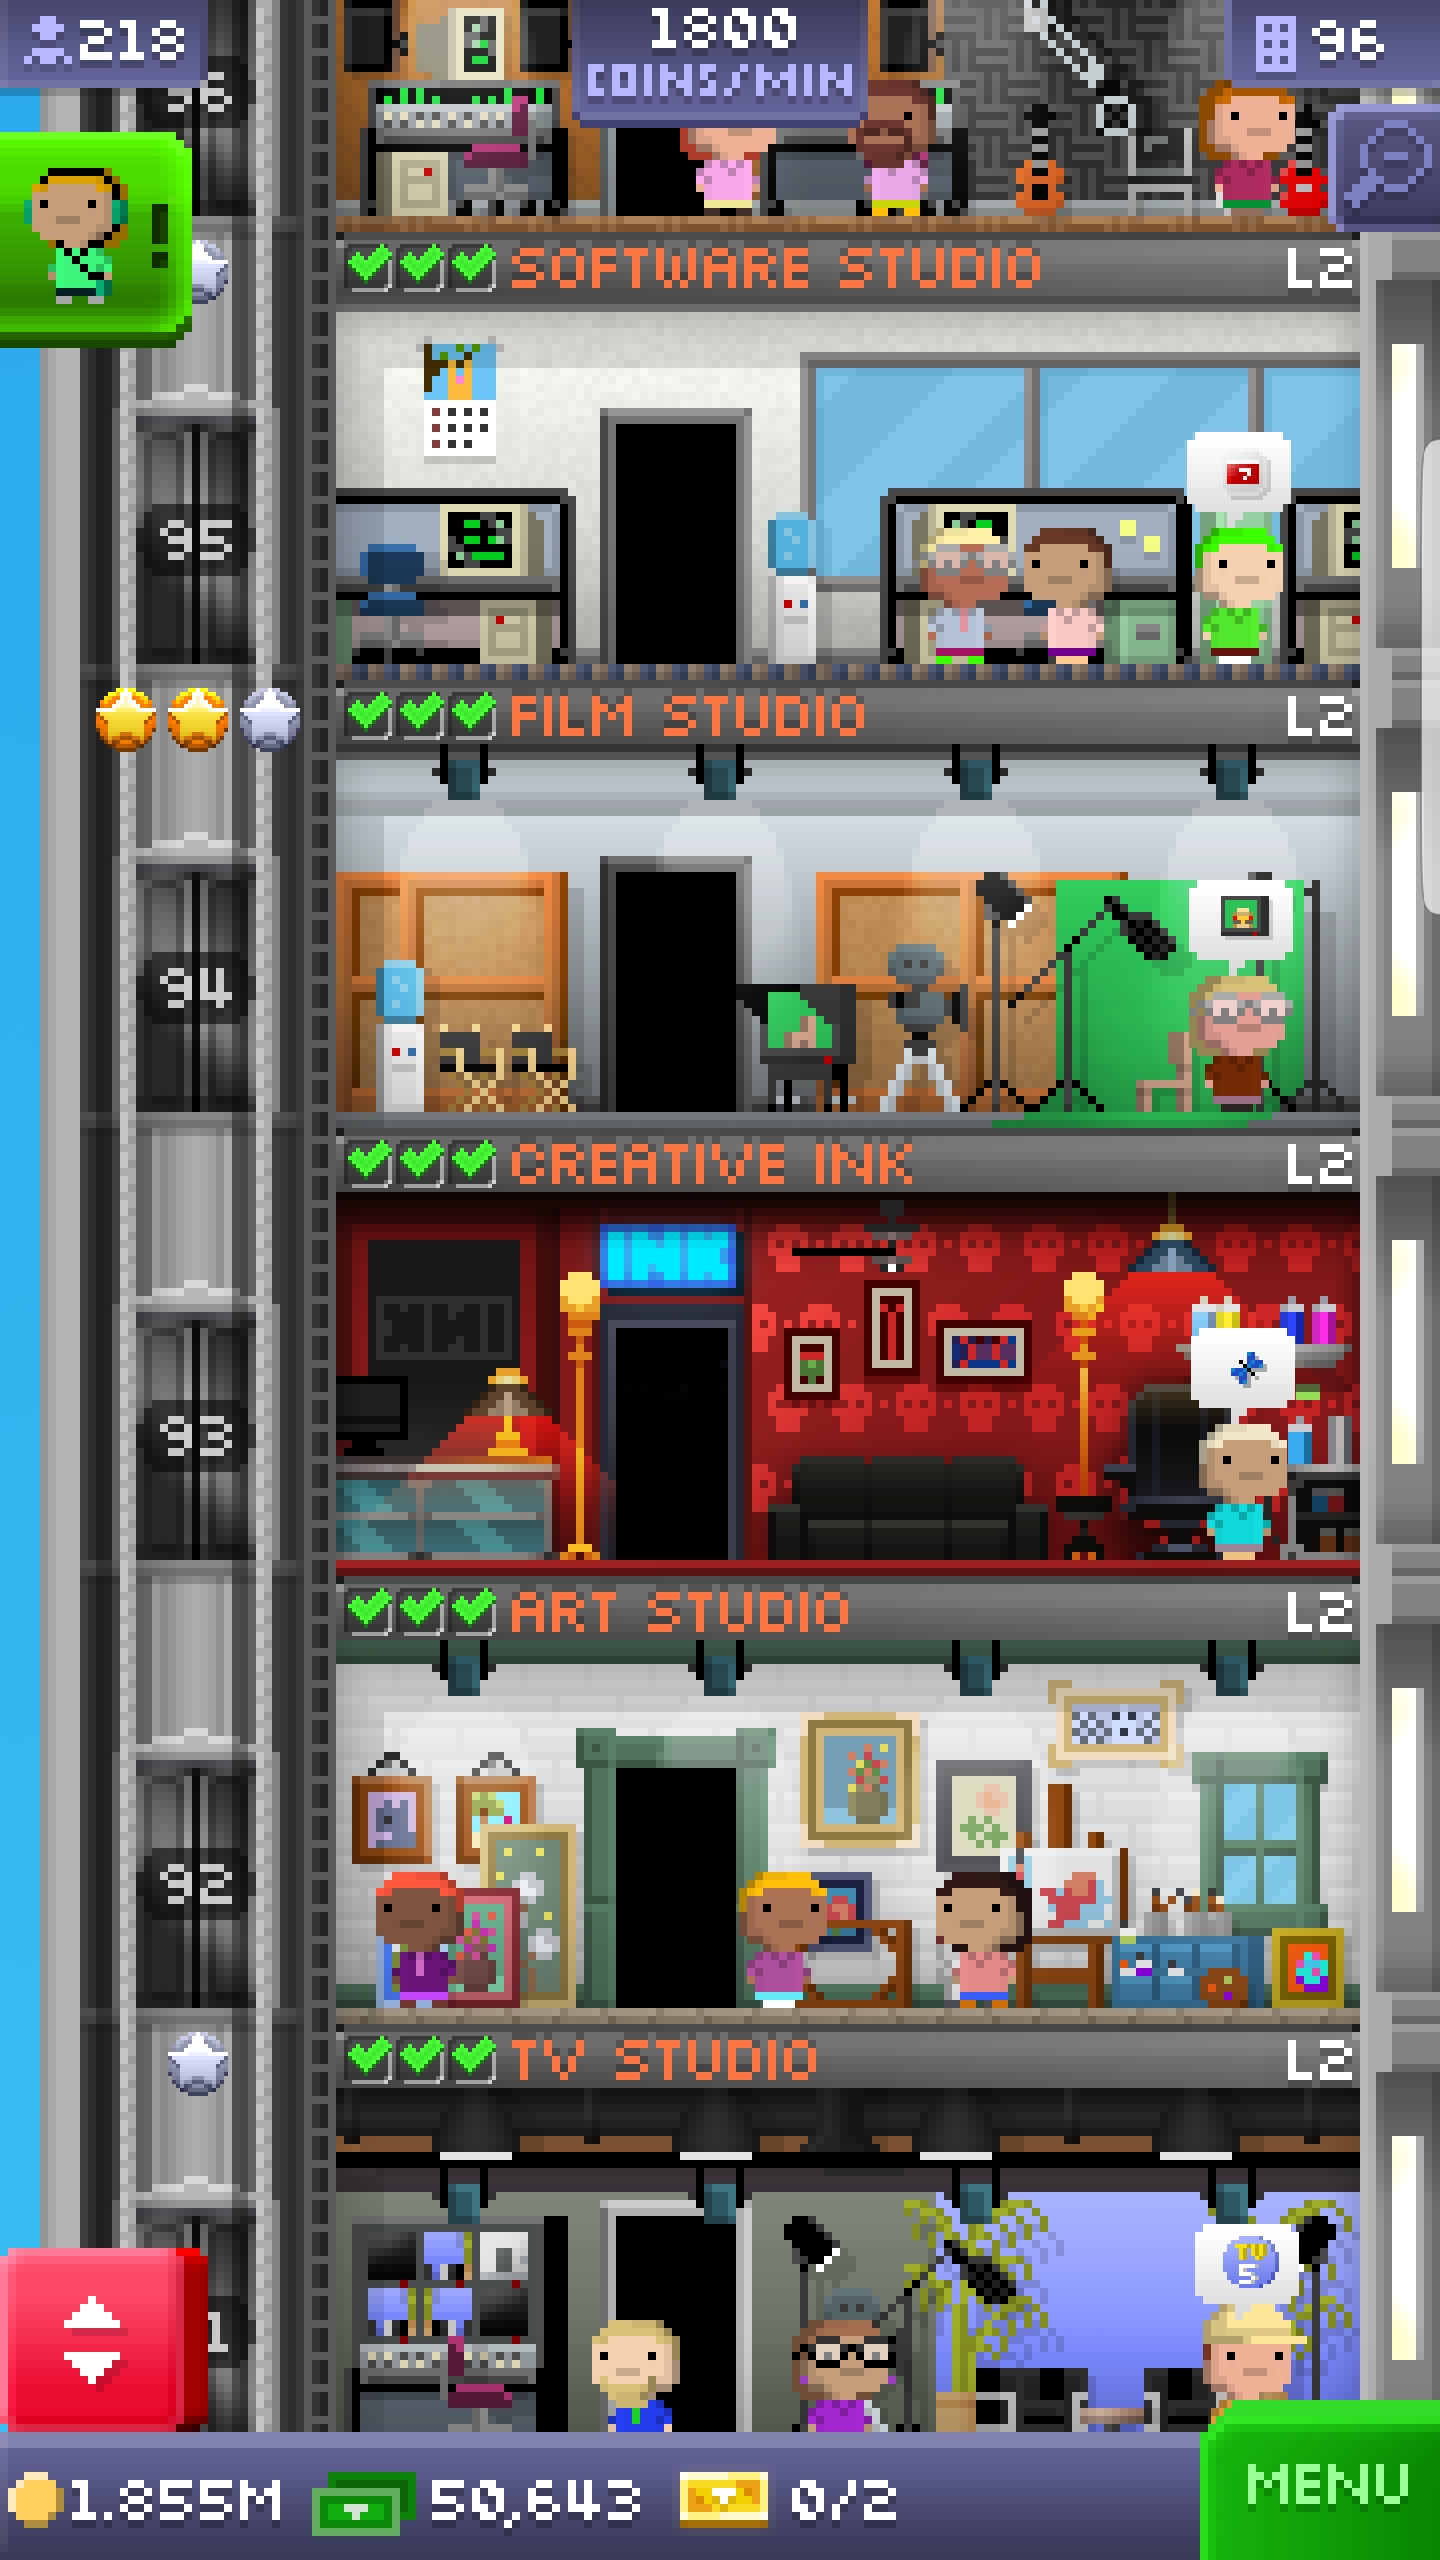 218
1800
COINS/MIN
96
96
!
SOFTWARE STUDIO L2
95
?
FILM STUDIO L2
94
CREATIVE INK L2
INK
93
ART STUDIO L2
92
TV STUDIO L2
TV
5
1
1.855M 50,643 0/2 MENU